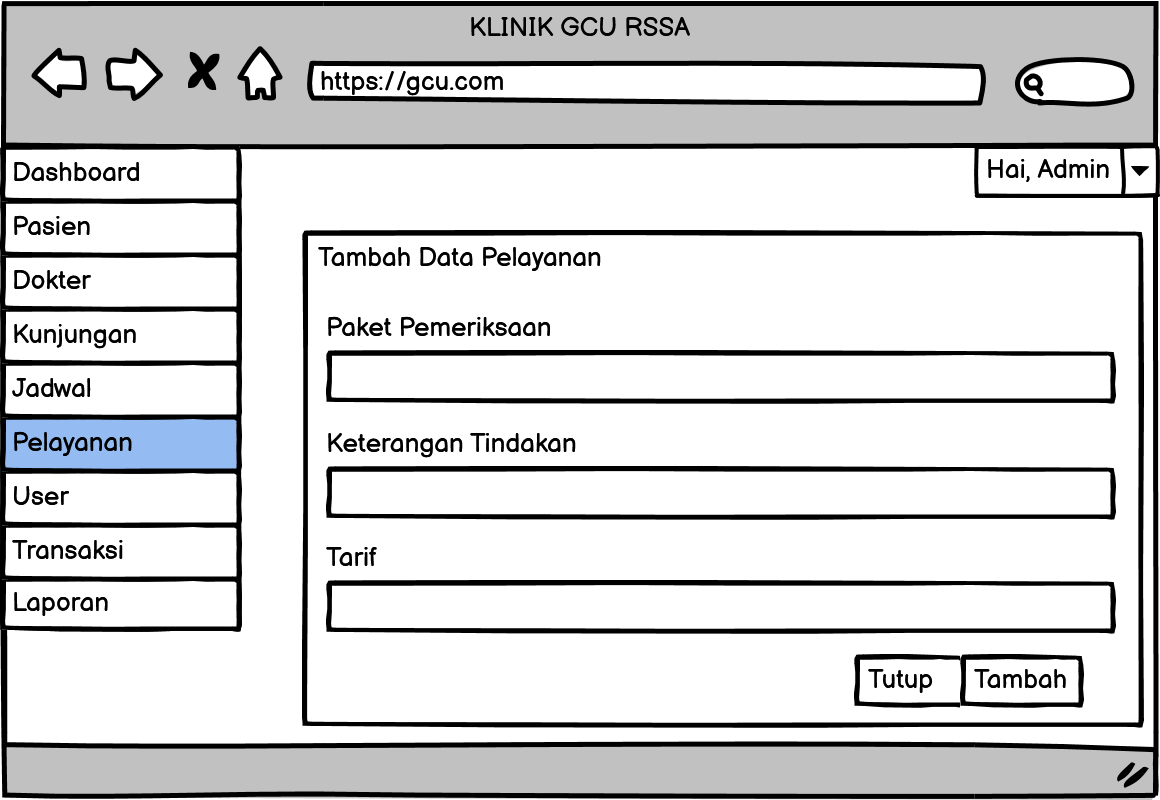 KLINIK GCU RSSA
https://gcu.com
Hai, Admin
Dashboard
Pasien
Dokter
Kunjungan
Jadwal
Pelayanan
User
Transaksi
Laporan
Tambah Data Pelayanan
Paket Pemeriksaan
Keterangan Tindakan
Tarif
Tutup
Tambah